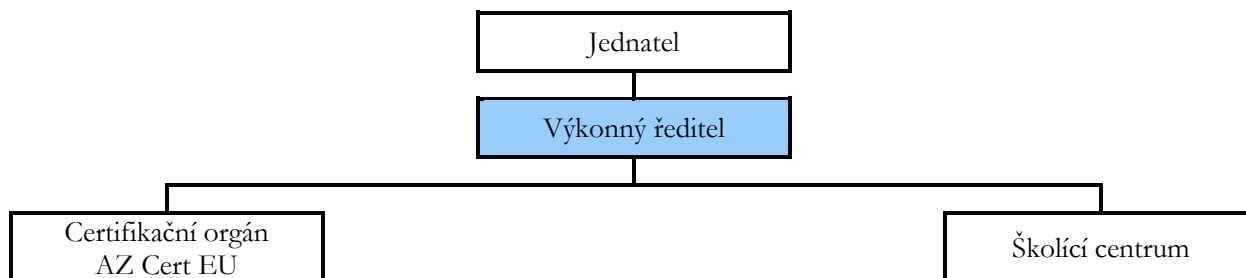 Jednatel
Výkonný ředitel
Certifikační orgán
AZ Cert EU
Školící centrum